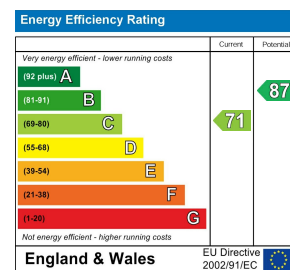 Energy Efficiency Rating
Current Potential
Very energy efficient - lower running costs
(92 plus) A
(81-91) B
(69-80) C
(55-68) D
(39-54) E
(21-38) F
(1-20) G
71
87
Not energy efficient - higher running costs
England & Wales
EU Directive
2002/91/EC